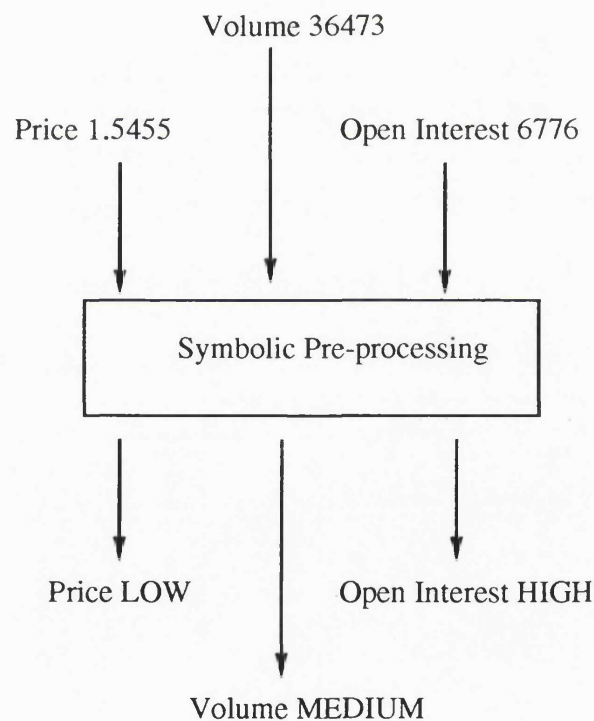 Volume 36473
Price 1.5455
Open Interest 6776
Symbolic Pre-processing
Price LOW
Open Interest HIGH
Volume MEDIUM